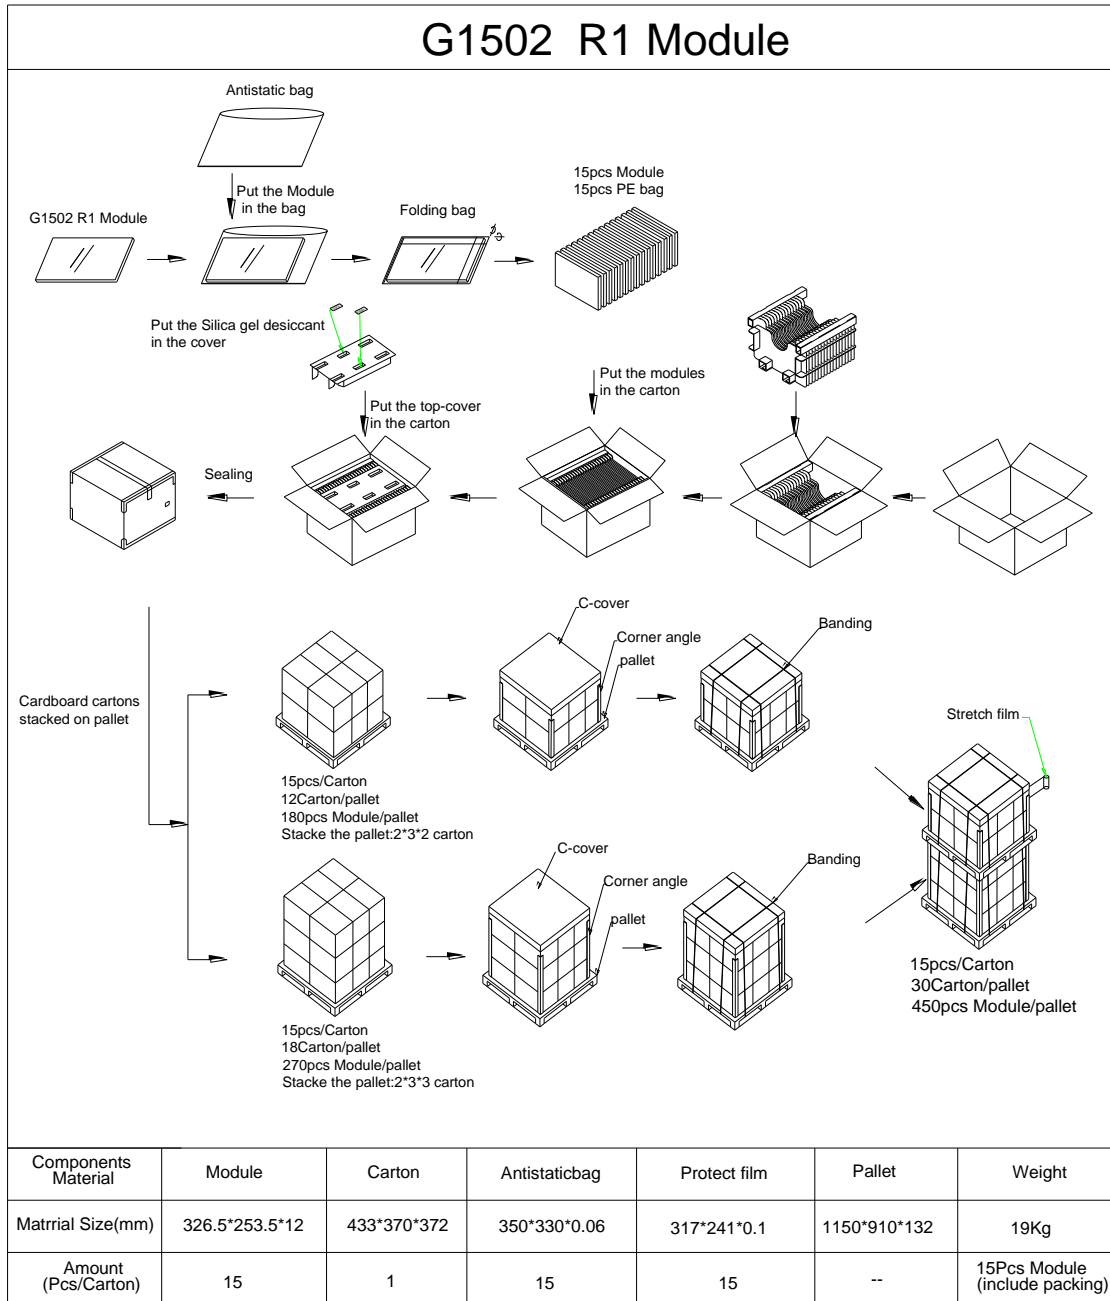 G1502 R1 Module
Antistatic bag
Put the Module
in the bag
G1502 R1 Module
Folding bag
15pcs Module
15pcs PE bag
Put the Silica gel desiccant
in the cover
Put the top-cover
in the carton
Put the modules
in the carton
Sealing
Cardboard cartons
stacked on pallet
C-cover
Corner angle
pallet
Banding
15pcs/Carton
12Carton/pallet
180pcs Module/pallet
Stacke the pallet:2*3*2 carton
Stretch film
C-cover
Corner angle
pallet
Banding
15pcs/Carton
18Carton/pallet
270pcs Module/pallet
Stacke the pallet:2*3*3 carton
15pcs/Carton
30Carton/pallet
450pcs Module/pallet
Components
Material
Module
Carton
Antistaticbag
Protect film
Pallet
Weight
Matrrial Size(mm)
326.5*253.5*12
433*370*372
350*330*0.06
317*241*0.1
1150*910*132
19Kg
Amount
(Pcs/Carton)
15
1
15
15
--
15Pcs Module
(include packing)